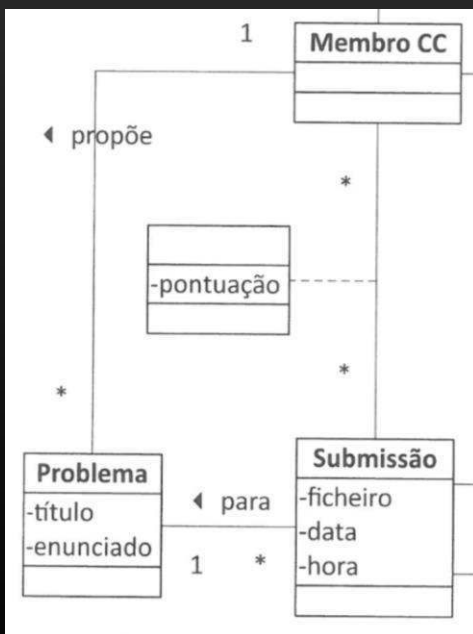 1
Membro CC
◀ propõe
*
-pontuação
*
*
Problema
-título
-enunciado
◀ para
1 *
Submissão
-ficheiro
-data
-hora